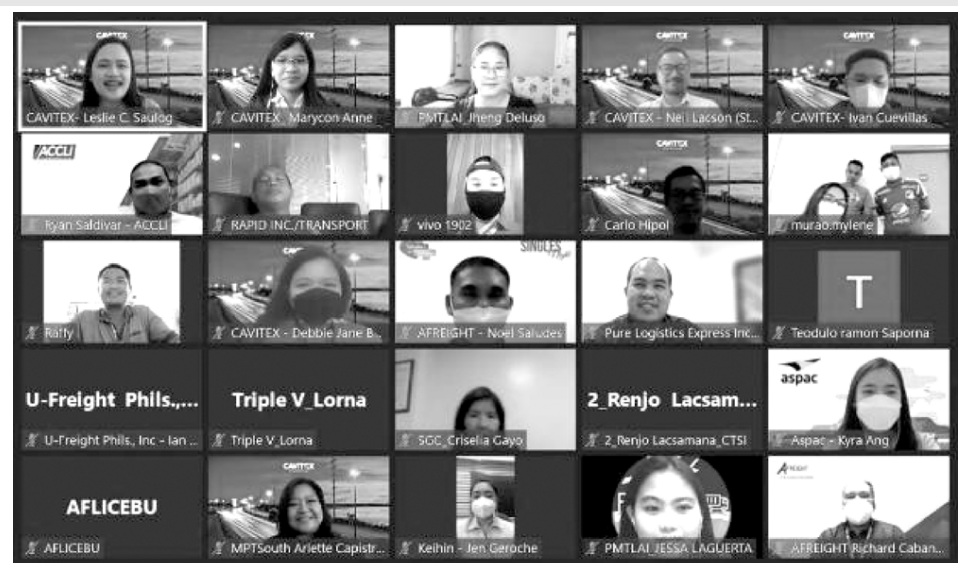 CAVITEX
CAVITEX- Leslie C. Saulog
CAVITEX
CAVITEX_ Marycon Anne
PMTLAI_Jheng Deluso
CAVITEX
CAVITEX - Neil Lacson (St...
CAVITEX
CAVITEX- Ivan Cuevillas
ACCLI
Ryan Saldivar - ACCLI
RAPID INC./TRANSPORT
vivo 1902
CAVITEX
Carlo Hipol
murao.mylene
Raffy
CAVITEX - Debbie Jane B...
SINGLES
AFREIGHT - Noel Saludes
Pure Logistics Express Inc...
T
Teodulo ramon Saporna
U-Freight Phils.,...
U-Freight Phils., Inc - Ian ...
Triple V_Lorna
Triple V_Lorna
SGC_Criselia Gayo
2_Renjo Lacsam...
2_Renjo Lacsamana_CTSI
aspac
Aspac - Kyra Ang
AFLICEBU
AFLICEBU
CAVITEX
MPTSouth Arlette Capistr...
Keihin - Jen Geroche
PMTLAI_JESSA LAGUERTA
AFREIGHT
AFREIGHT Richard Caban...